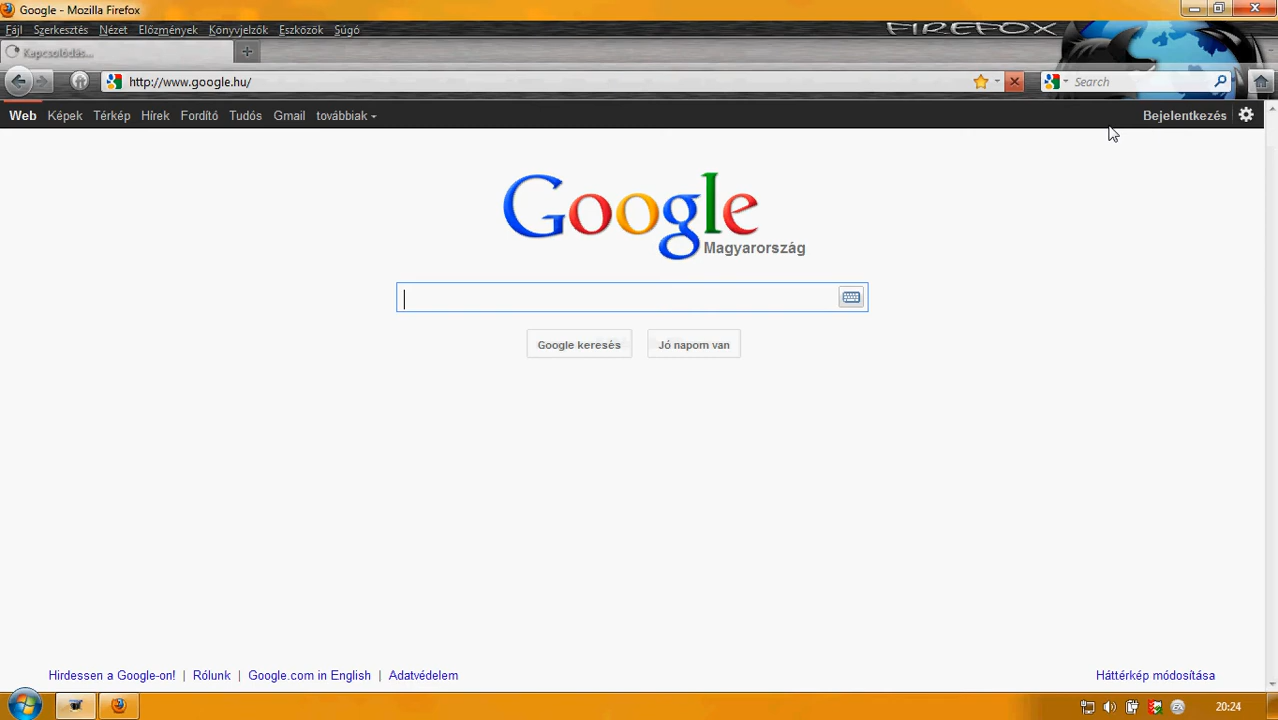 Google - Mozilla Firefox
Fájl Szerkesztés Nézet Előzmények Könyvjelzők Eszközök Súgó
FIREFOX
Kapcsolódás...
http://www.google.hu/
Search
Web Képek Térkép Hírek Fordító Tudós Gmail továbbiak
Bejelentkezés
Google
Magyarország
Google keresés
Jó napom van
Hirdessen a Google-on! | Rólunk | Google.com in English | Adatvédelem
Háttérkép módosítása
20:24